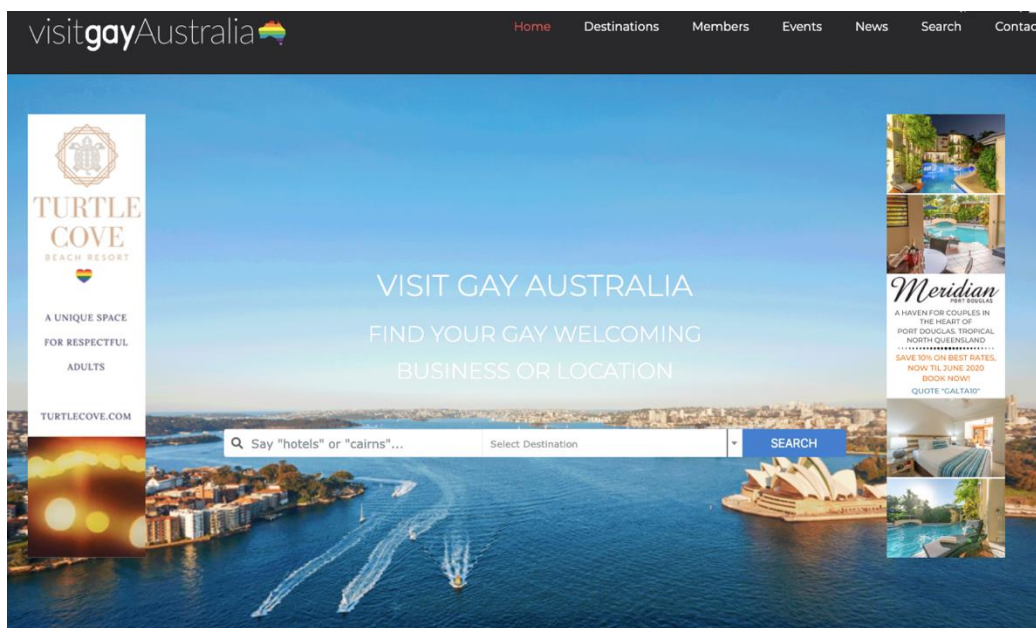 visitgayAustralia
Home Destinations Members Events News Search Contac
TURTLE
COVE
BEACH RESORT
A UNIQUE SPACE
FOR RESPECTFUL
ADULTS
TURTLECOVE.COM
VISIT GAY AUSTRALIA
FIND YOUR GAY WELCOMING
BUSINESS OR LOCATION
Say "hotels" or "cairns"...
Select Destination
SEARCH
Meridian
PORT DOUGLAS
A HAVEN FOR COUPLES IN
THE HEART OF
PORT DOUGLAS. TROPICAL
NORTH QUEENSLAND
SAVE 10% ON BEST RATES,
NOW TIL JUNE 2020
BOOK NOW!
QUOTE "GALTA10"